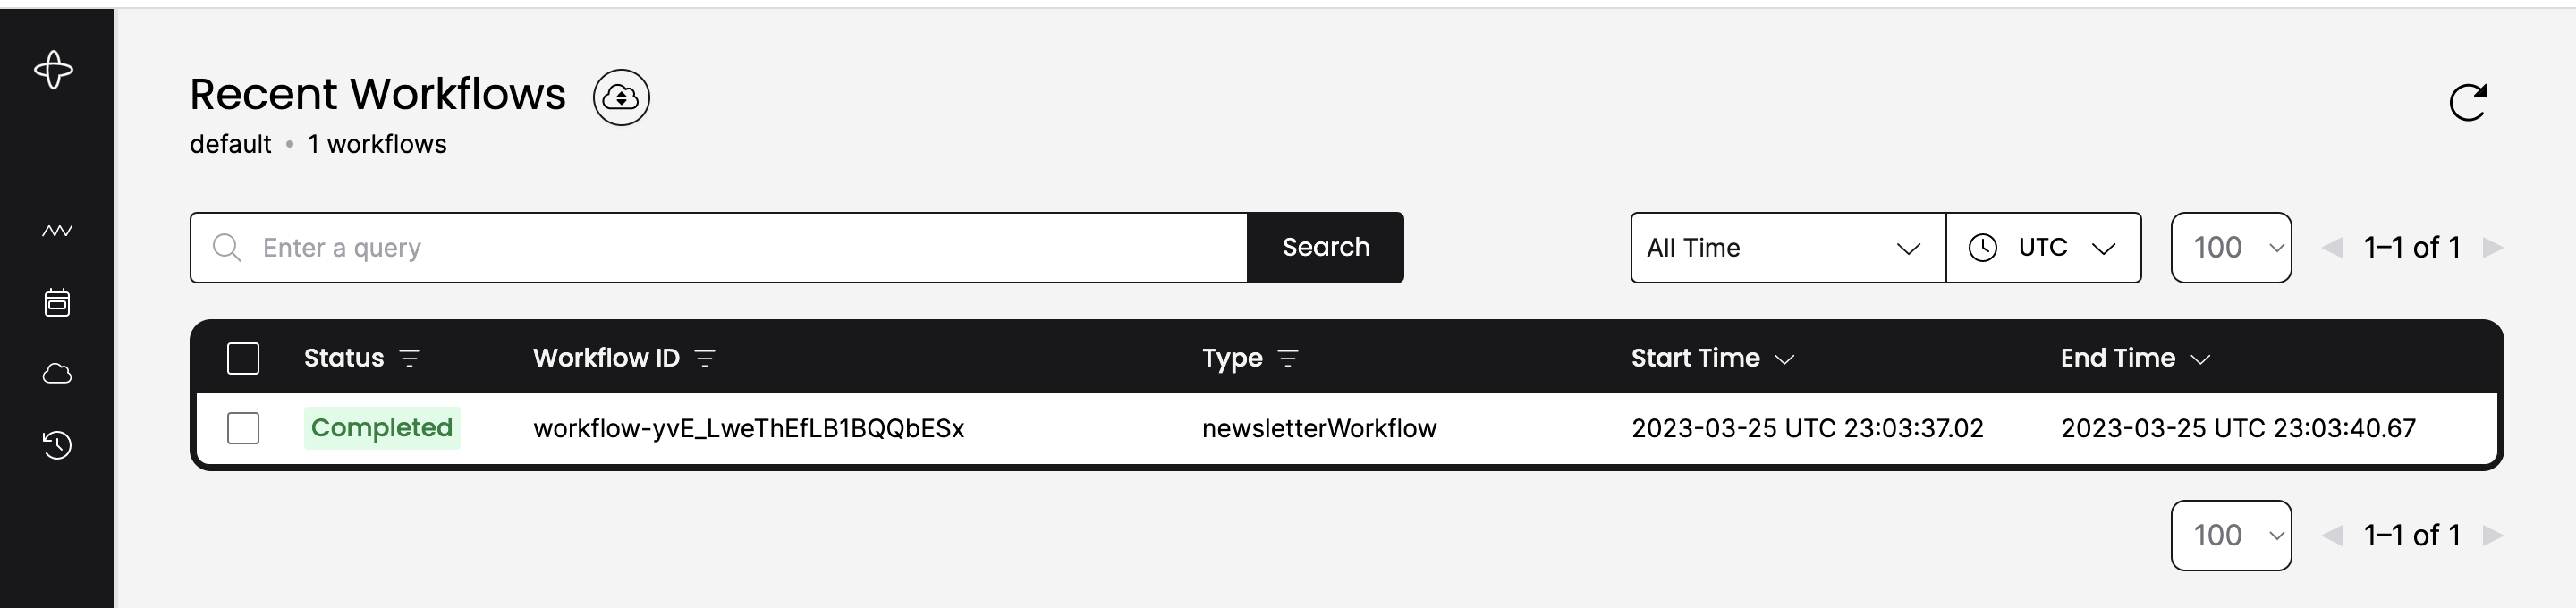 Recent Workflows
default • 1 workflows
Enter a query Search All Time UTC 100 1–1 of 1
Status Workflow ID Type Start Time End Time
Completed workflow-yvE_LweThEfLB1BQQbESx newsletterWorkflow 2023-03-25 UTC 23:03:37.02 2023-03-25 UTC 23:03:40.67
100 1–1 of 1